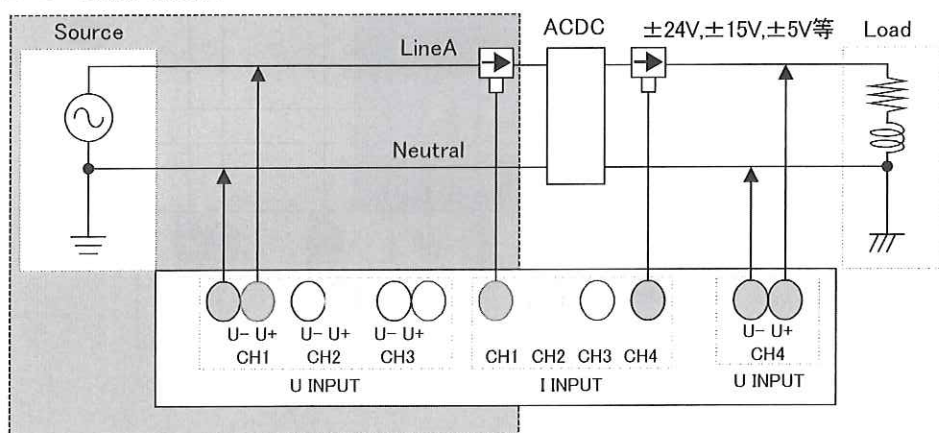 Source
LineA
ACDC
±24V,±15V,±5V等
Load
Neutral
U- U+
CH1
U- U+
CH2
U- U+
CH3
U INPUT
CH1 CH2 CH3 CH4
I INPUT
U- U+
CH4
U INPUT